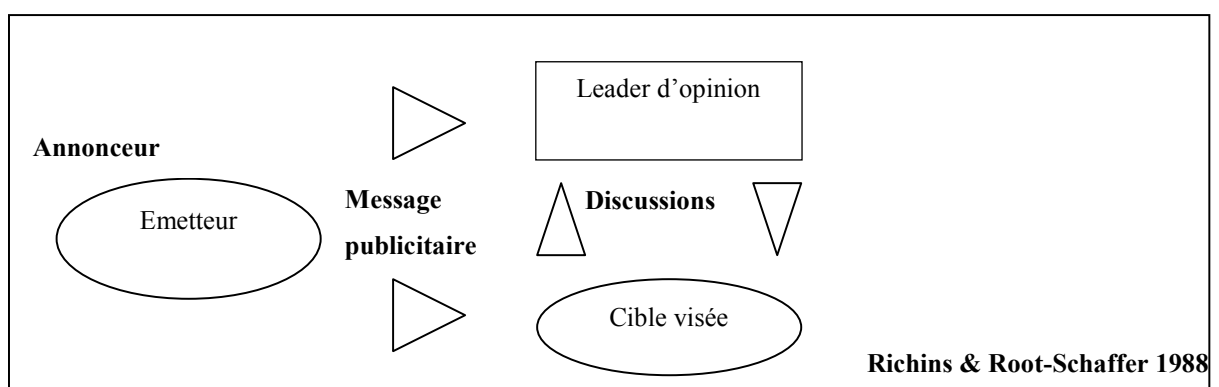 Leader d’opinion
Annonceur
Emetteur
Message
publicitaire
Discussions
Cible visée
Richins & Root-Schaffer 1988